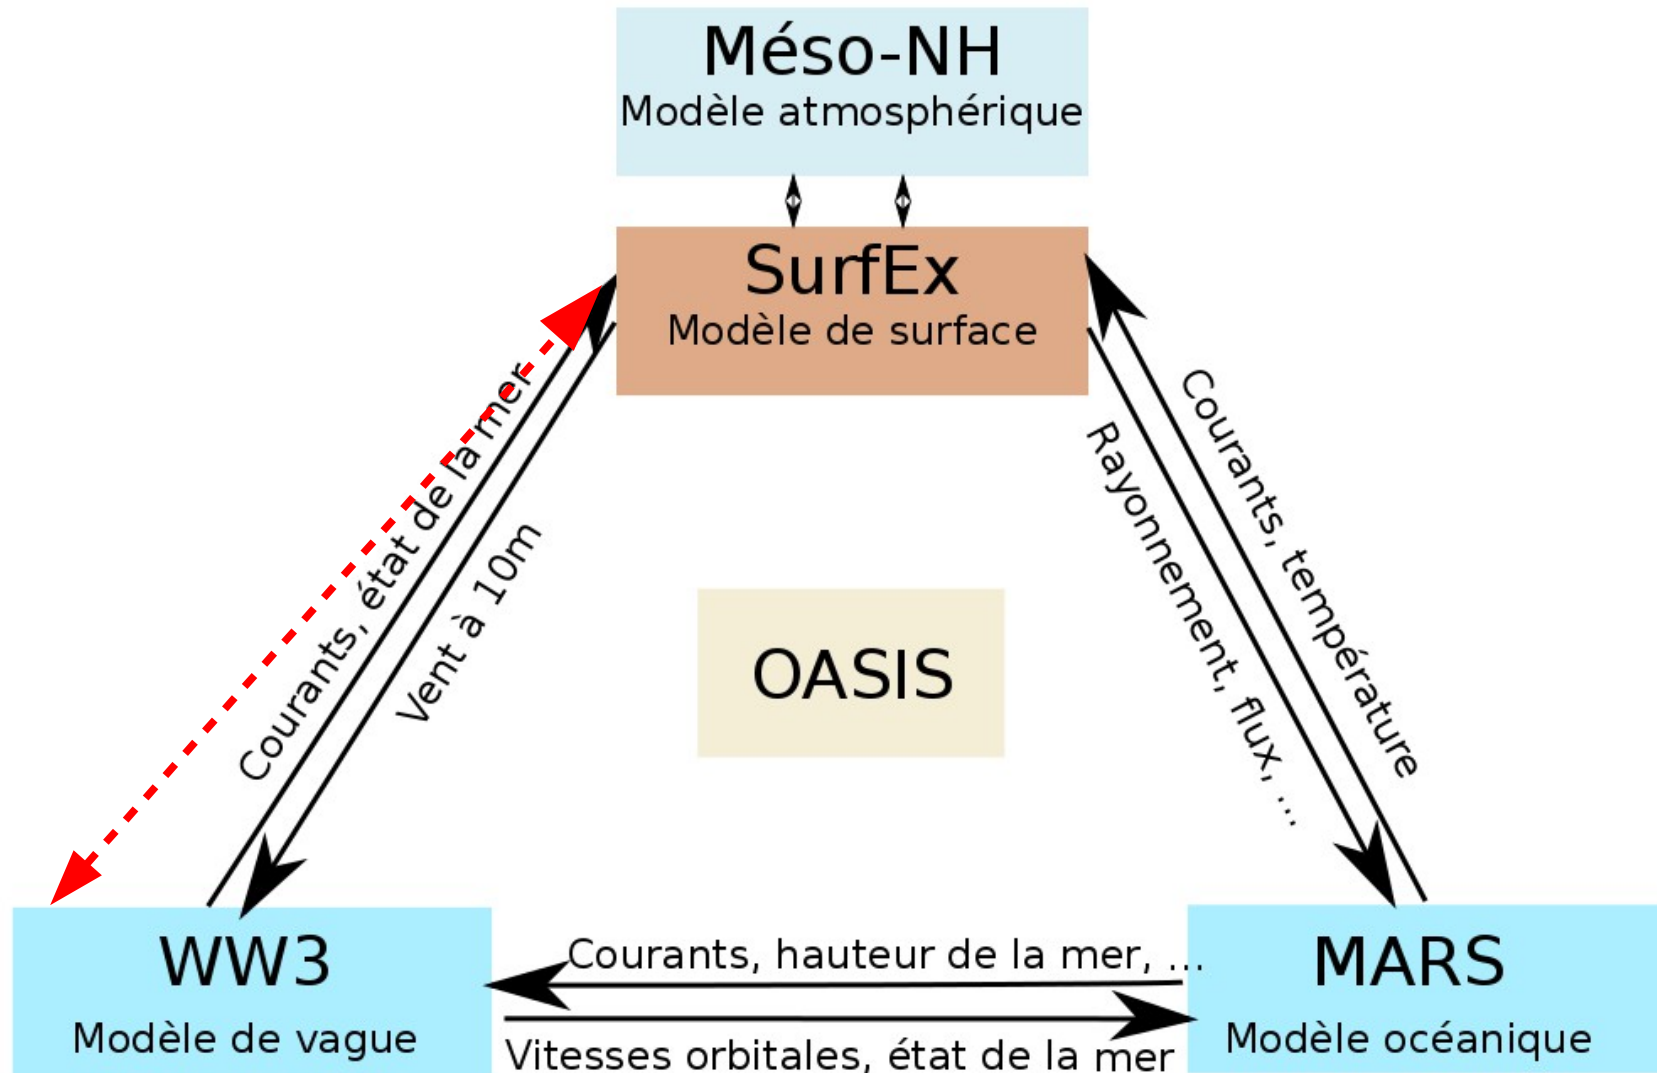 Méso-NH
Modèle atmosphérique
SurfEx
Modèle de surface
Courants, état de la mer
Vent à 10m
Courants, température
Rayonnement, flux, ...
OASIS
WW3
Modèle de vague
Courants, hauteur de la mer, ...
Vitesses orbitales, état de la mer
MARS
Modèle océanique